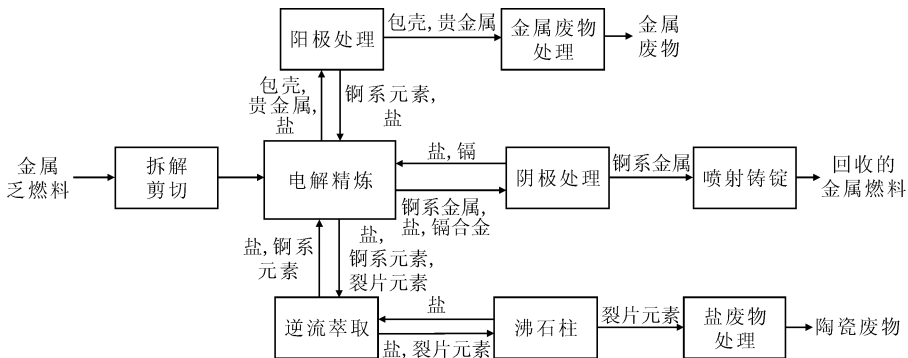 阳极处理
包壳,贵金属
金属废物
处理
金属
废物
包壳,
贵金属,
盐
锕系元素,
盐
金属
乏燃料
拆解
剪切
电解精炼
盐,镉
锕系金属,
盐,镉合金
阴极处理
锕系金属
喷射铸锭
回收的
金属燃料
盐,锕系
元素
盐,
锕系元素,
裂片元素
逆流萃取
盐
盐,裂片元素
沸石柱
裂片元素
盐废物
处理
陶瓷废物